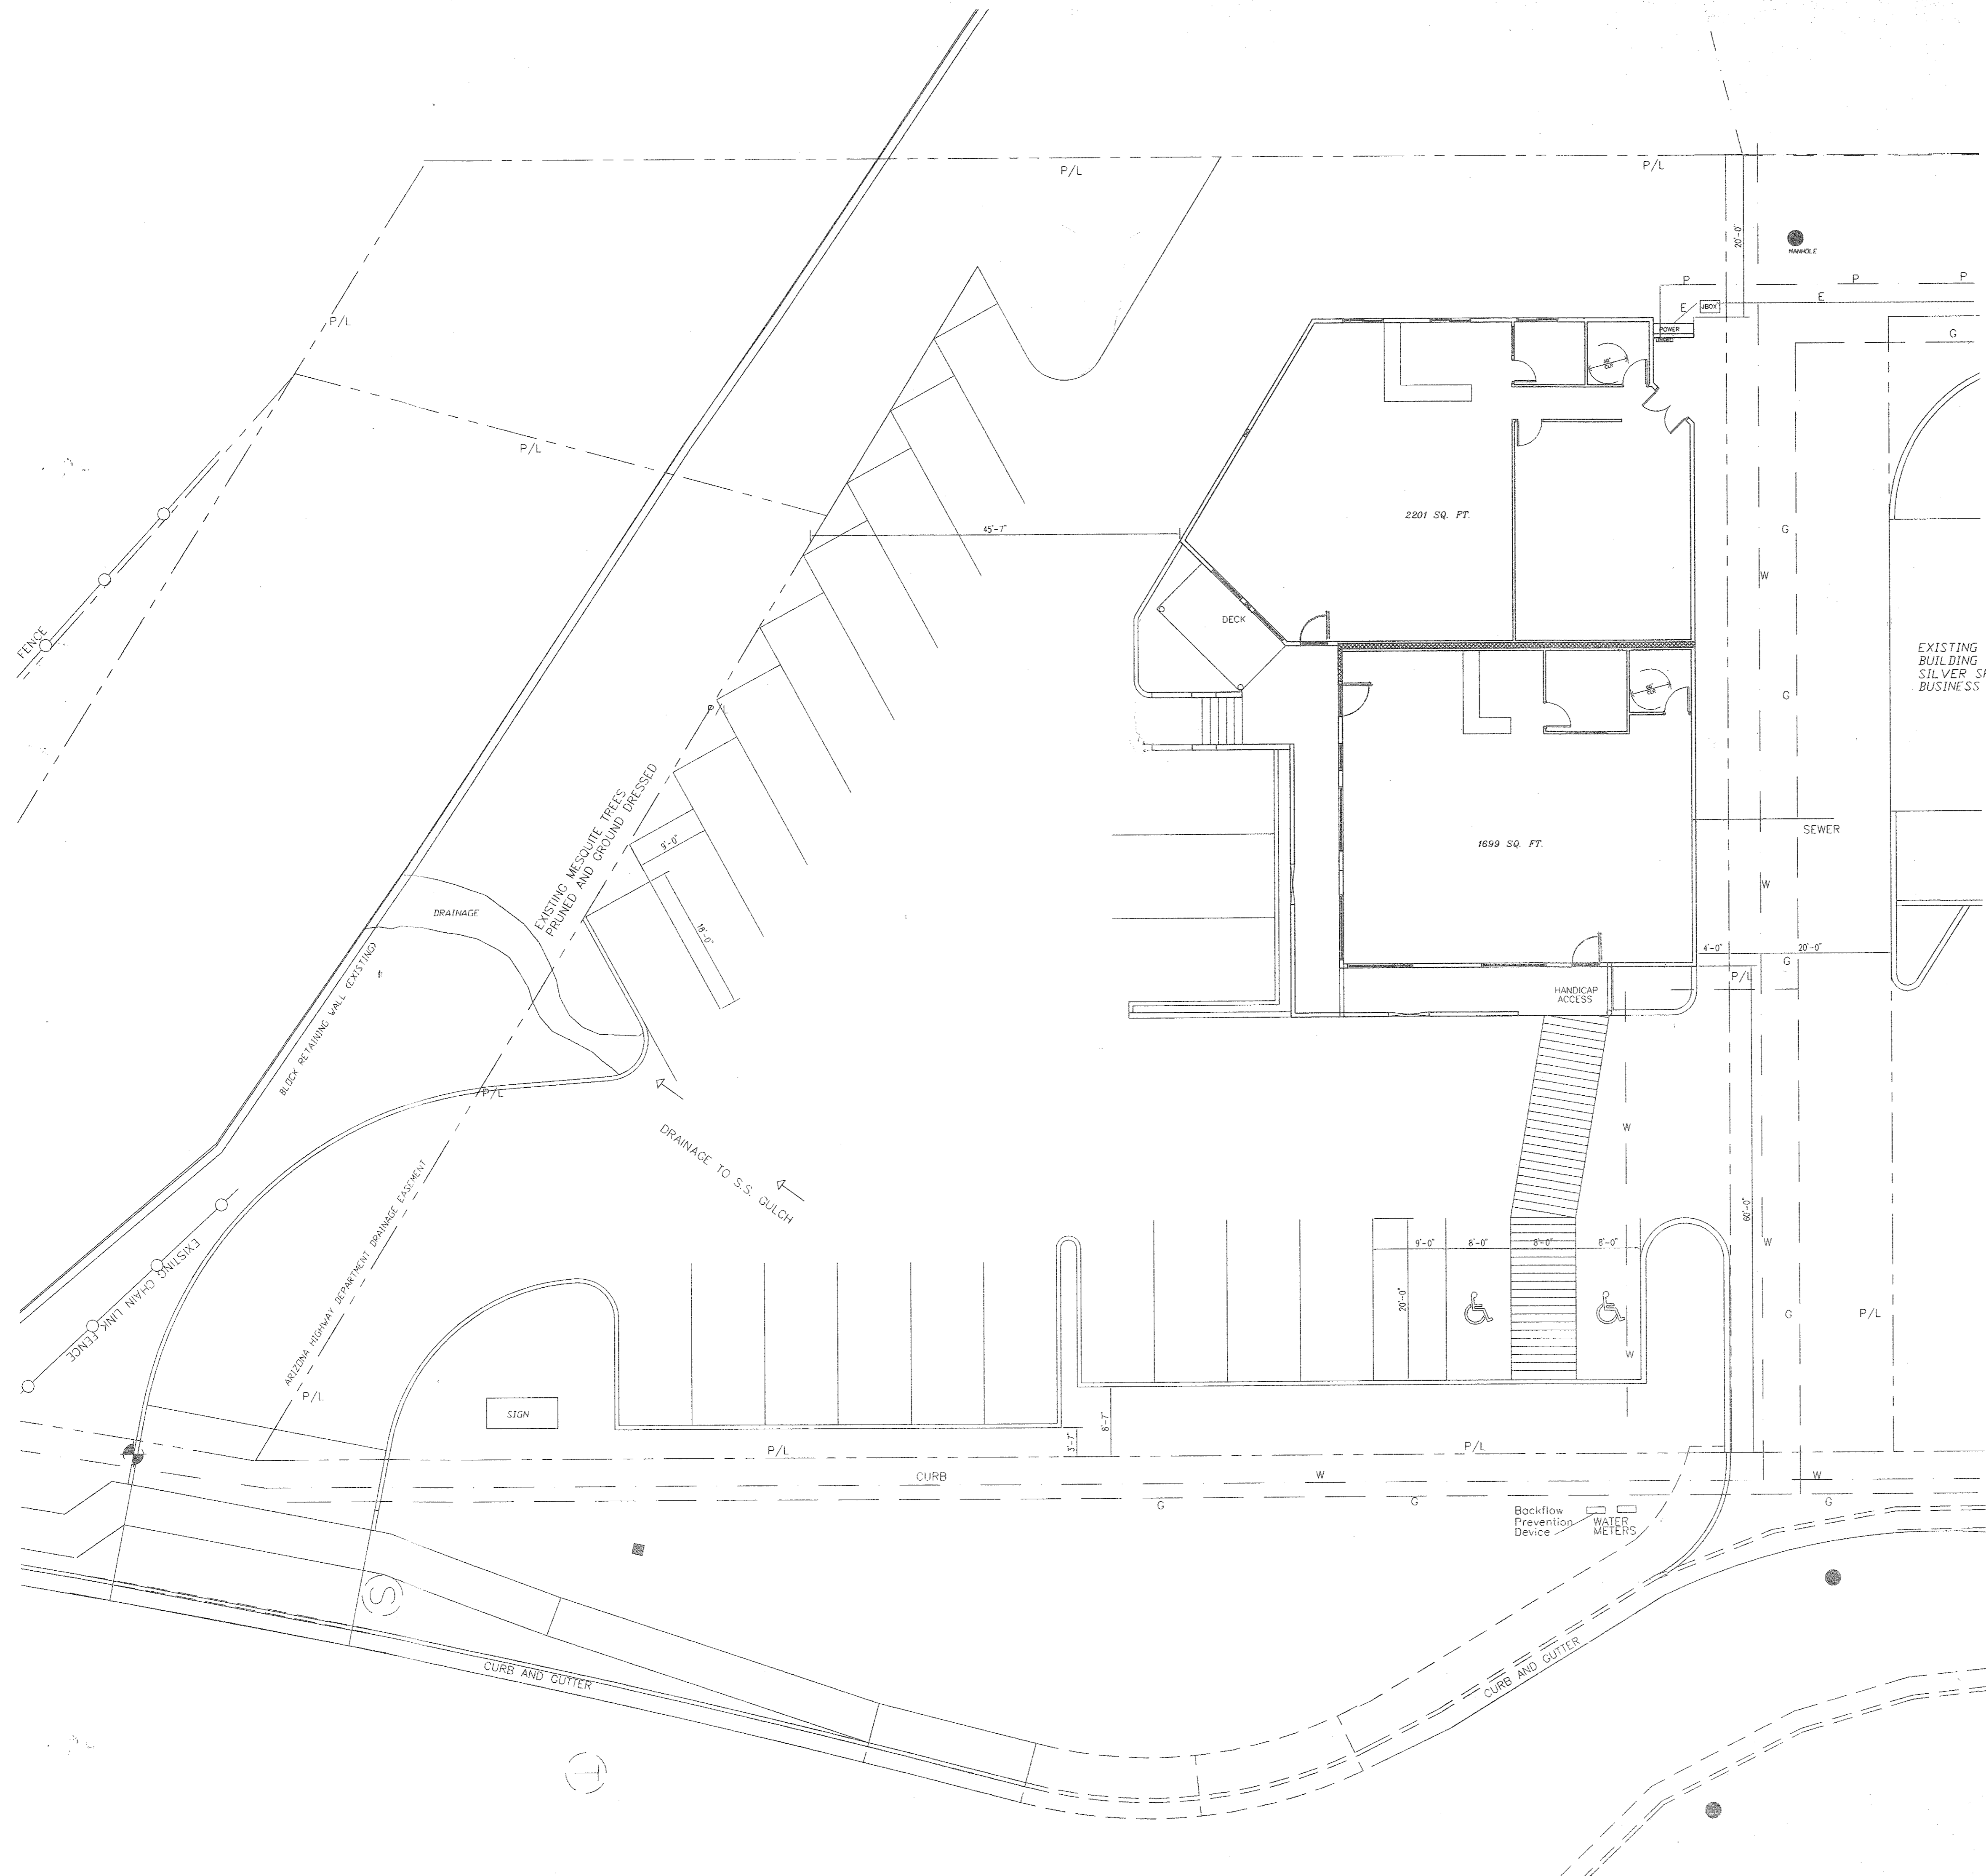 P/L
P/L
20'-0"
MANHOLE
P
P
P
E
JBOX
E
POWER
P/L
G
P/L
2201 SQ. FT.
45'-7"
G
W
FENCE
DECK
EXISTING
BUILDING
SILVER
BUSINESS
G
P/L
EXISTING MESQUITE TREES
PRUNED AND GROUND DRESSED
9'-0"
1699 SQ. FT.
SEWER
W
DRAINAGE
18'-0"
4'-0"
20'-0"
G
P/L
BLOCK RETAINING WALL (EXISTING)
HANDICAP
ACCESS
P/L
W
DRAINAGE TO S.S. GULCH
ARIZONA HIGHWAY DEPARTMENT DRAINAGE EASEMENT
60'-0"
EXISTING CHAIN LINK FENCE
9'-0"
8'-0"
8'-0"
8'-0"
W
20'-0"
G
P/L
W
P/L
SIGN
8'-7"
3'-7"
P/L
P/L
CURB
W
W
G
G
G
Backflow
Prevention
Device
WATER
METERS
S
CURB AND GUTTER
CURB AND GUTTER
T